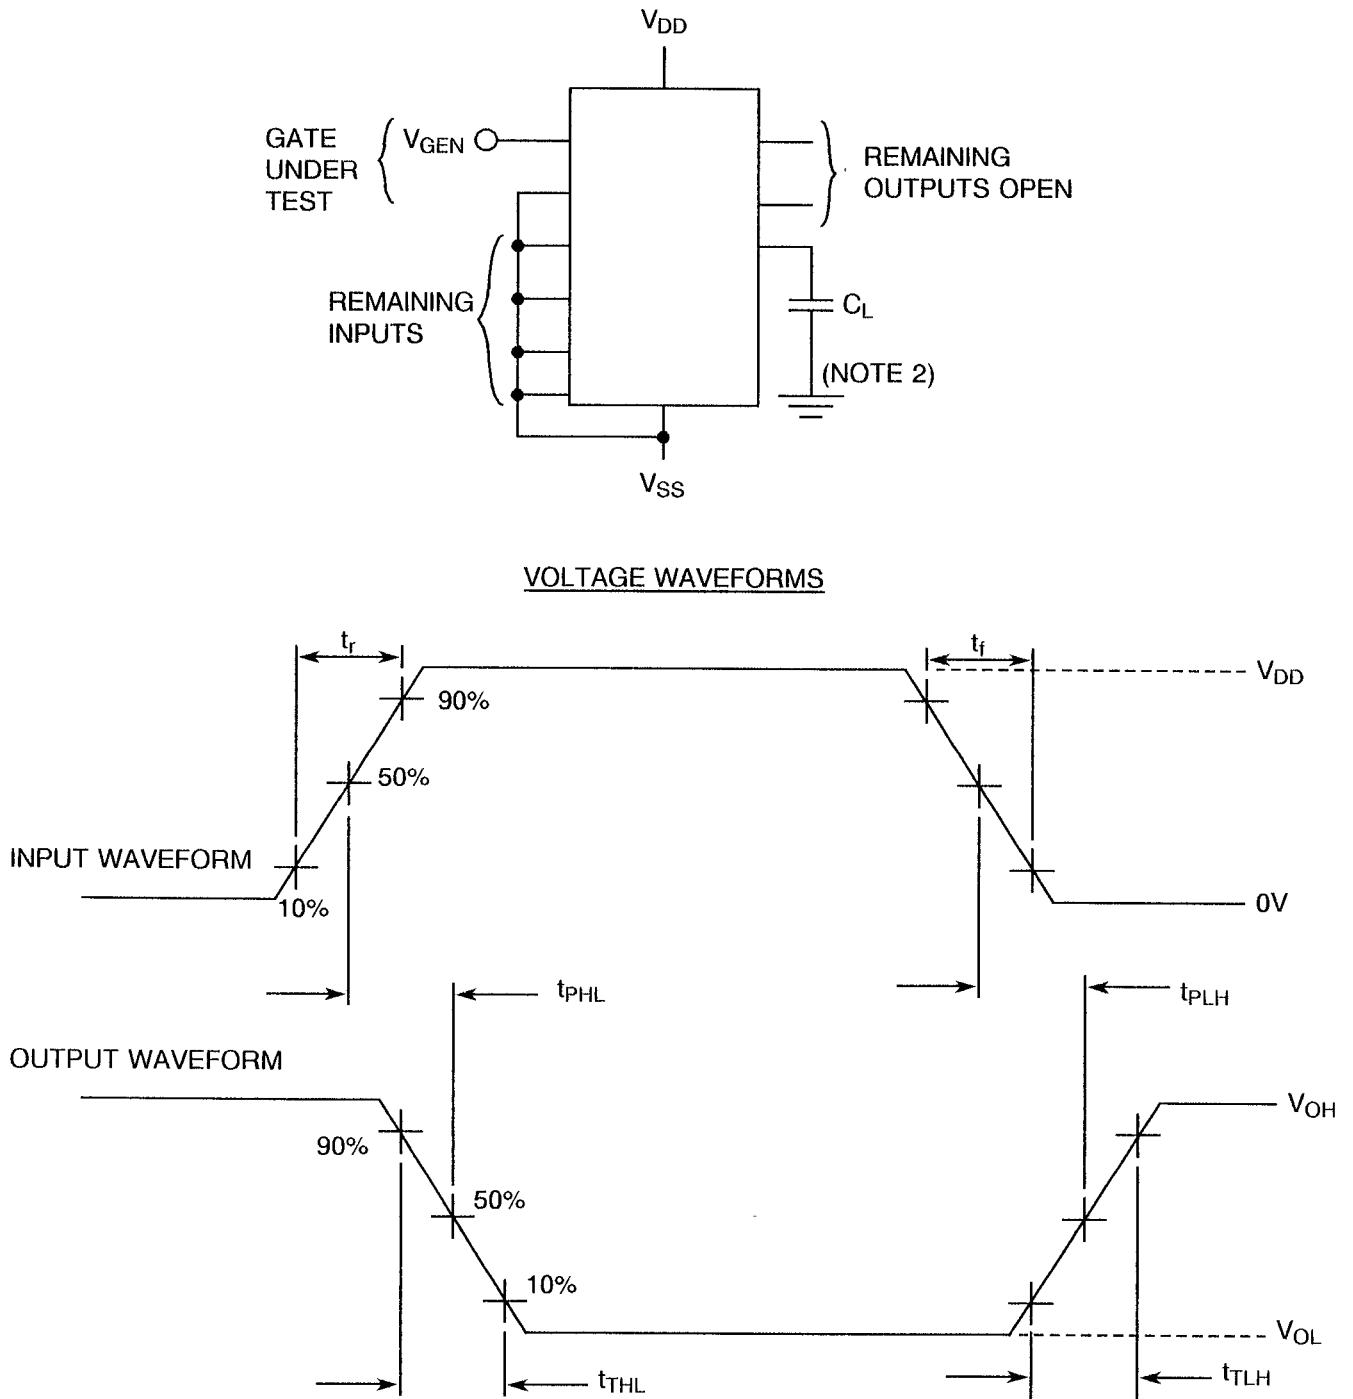 VDD
GATE
UNDER
TEST
VGEN
REMAINING
OUTPUTS OPEN
REMAINING
INPUTS
CL
(NOTE 2)
VSS
VOLTAGE WAVEFORMS
tr
tf
VDD
90%
50%
INPUT WAVEFORM
10%
0V
tPHL
tPLH
OUTPUT WAVEFORM
VOH
90%
50%
10%
VOL
tTHL
tTLH